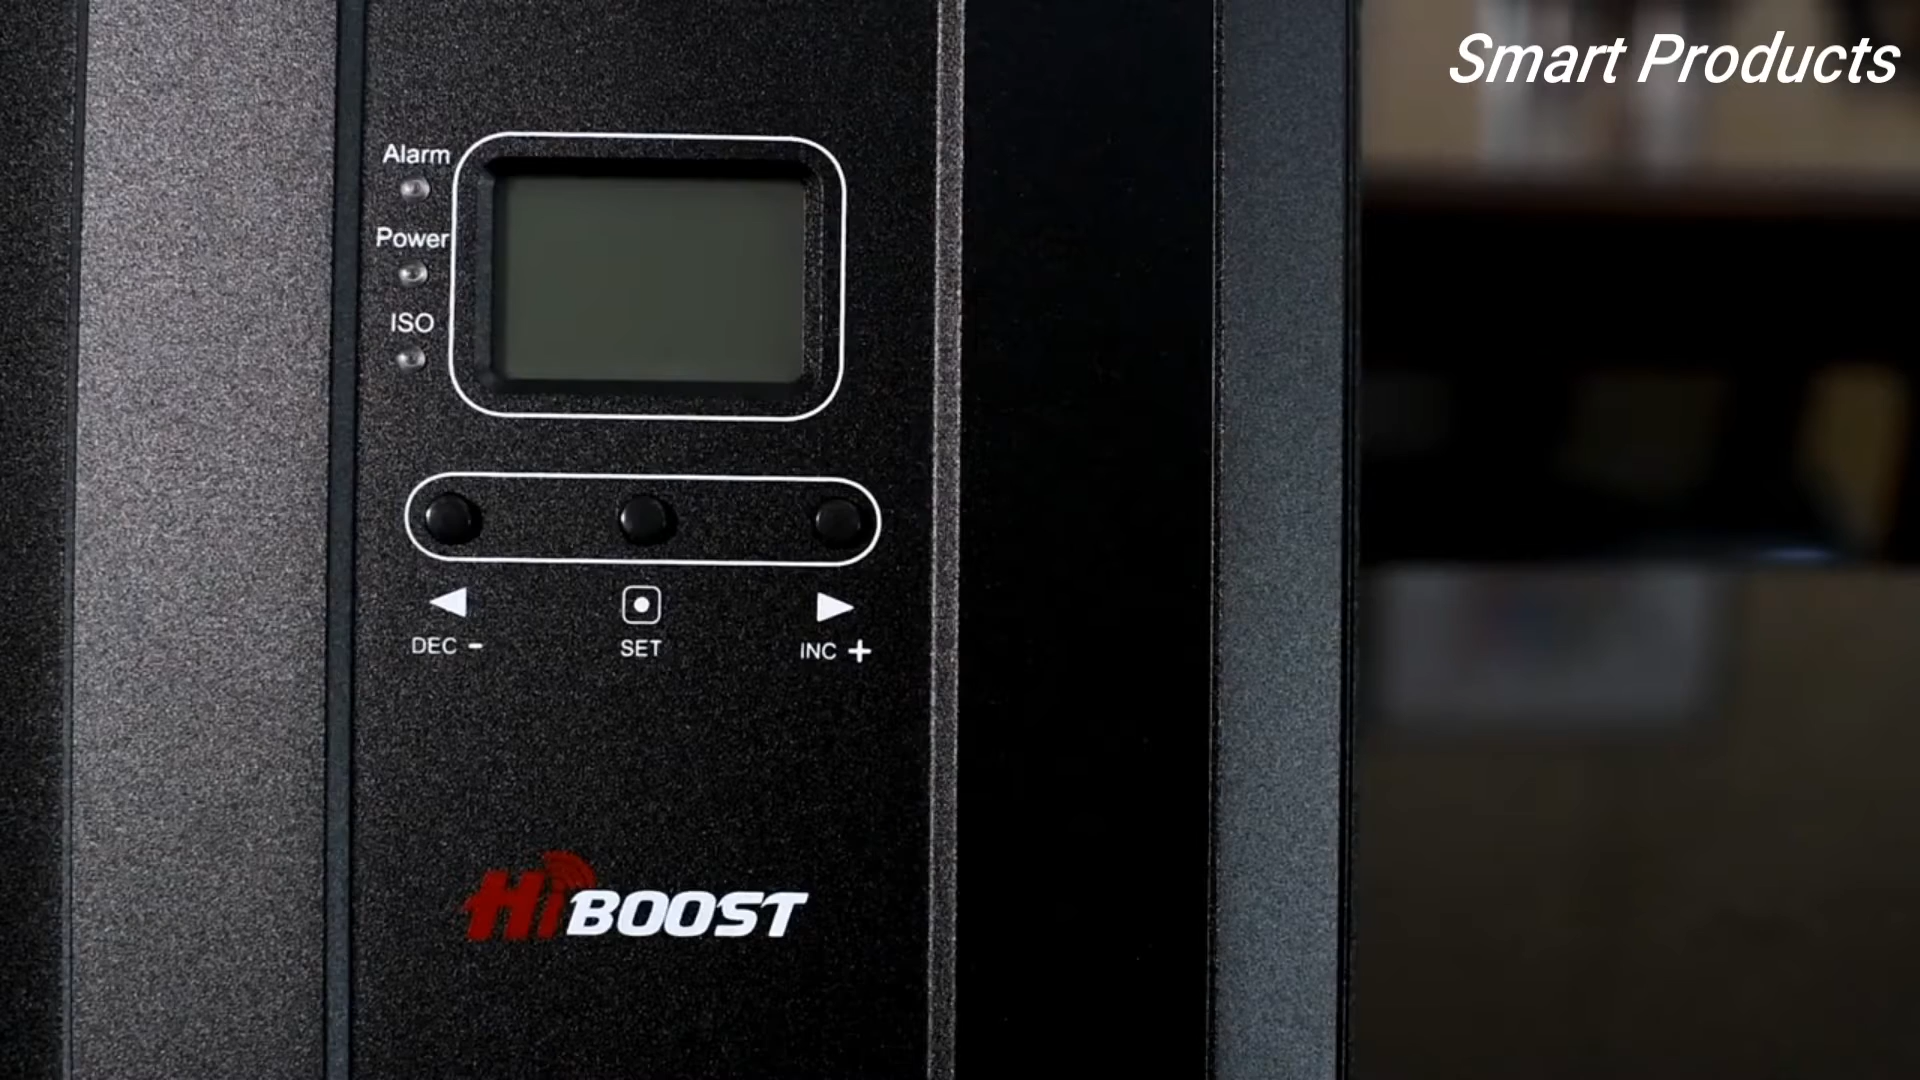 Smart Products
Alarm
Power
ISO
DEC -
SET
INC +
HiBOOST